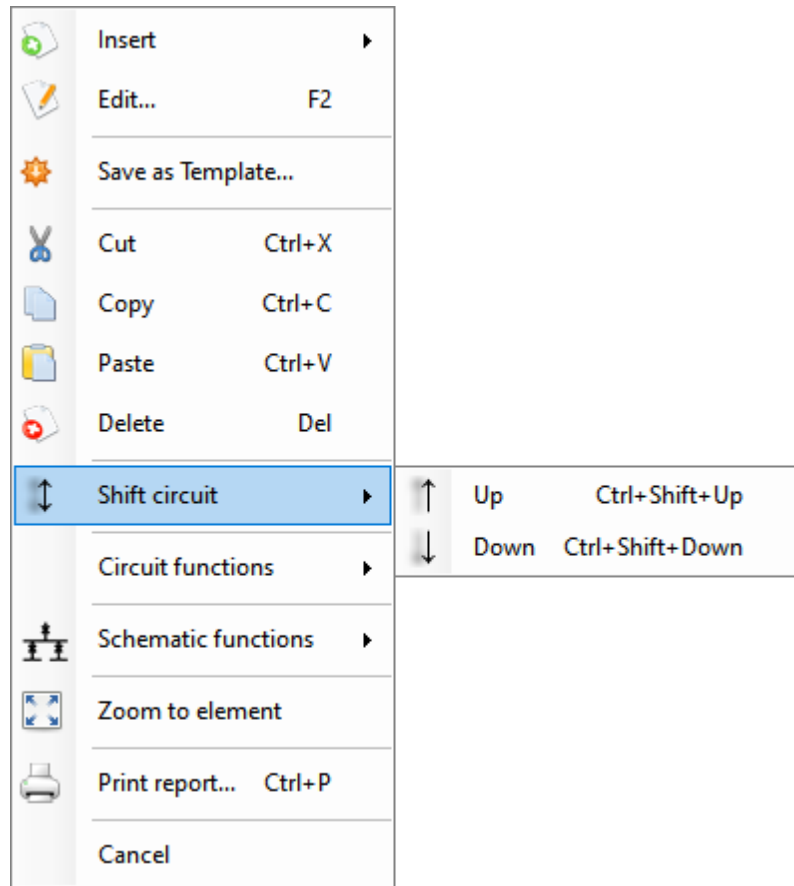 Insert
Edit... F2
Save as Template...
Cut Ctrl+X
Copy Ctrl+C
Paste Ctrl+V
Delete Del
Shift circuit
Up Ctrl+Shift+Up
Down Ctrl+Shift+Down
Circuit functions
Schematic functions
Zoom to element
Print report... Ctrl+P
Cancel